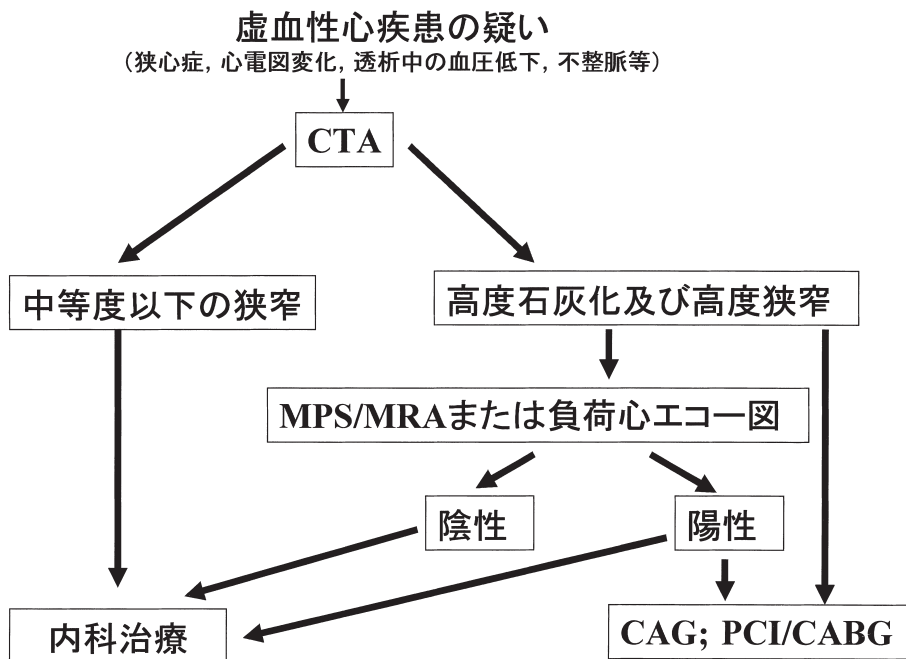 虚血性心疾患の疑い
（狭心症, 心電図変化, 透析中の血圧低下, 不整脈等）
CTA
中等度以下の狭窄
高度石灰化及び高度狭窄
MPS/MRAまたは負荷心エコー図
陰性
陽性
内科治療
CAG; PCI/CABG